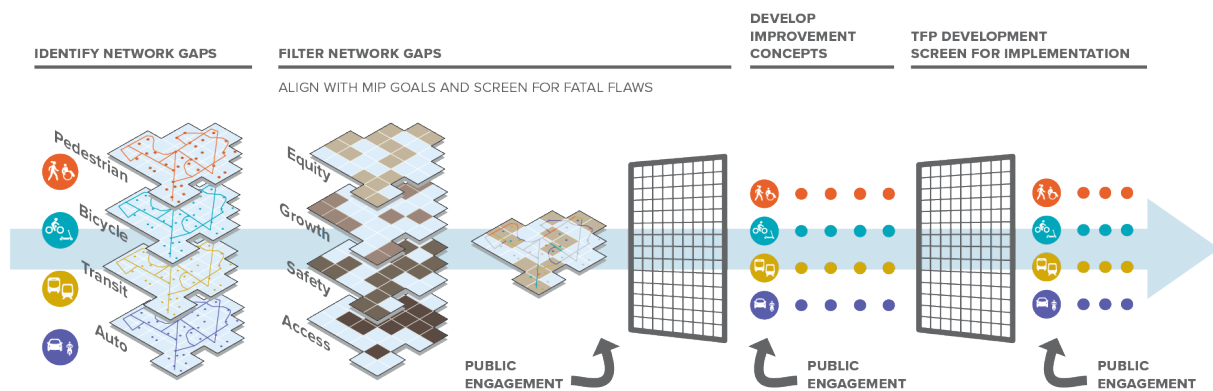 IDENTIFY NETWORK GAPS
FILTER NETWORK GAPS
DEVELOP
IMPROVEMENT
CONCEPTS
TFP DEVELOPMENT
SCREEN FOR IMPLEMENTATION
ALIGN WITH MIP GOALS AND SCREEN FOR FATAL FLAWS
Pedestrian
Bicycle
Transit
Auto
Equity
Growth
Safety
Access
PUBLIC
ENGAGEMENT
PUBLIC
ENGAGEMENT
PUBLIC
ENGAGEMENT